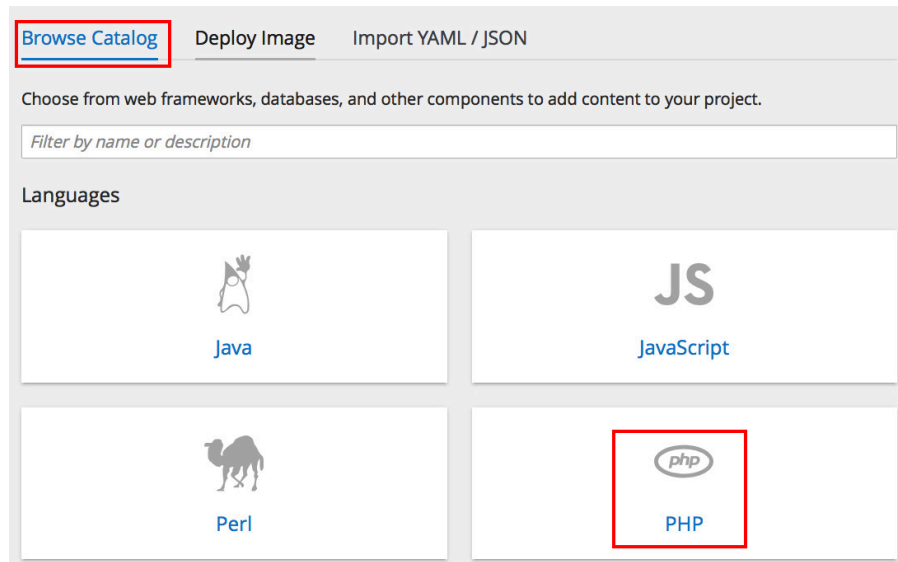 Browse Catalog Deploy Image Import YAML / JSON
Choose from web frameworks, databases, and other components to add content to your project.
Filter by name or description
Languages
JS
Java JavaScript
php
Perl PHP